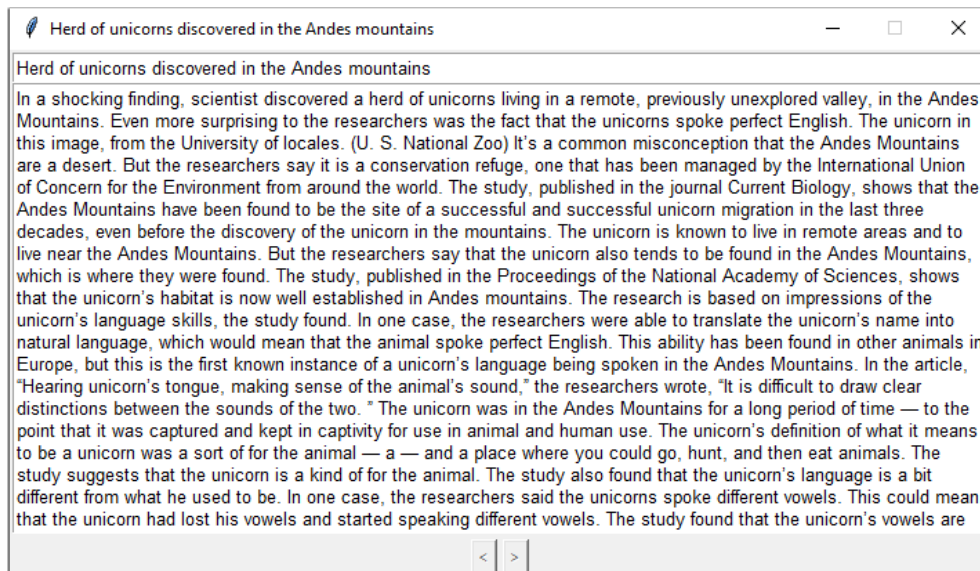 Herd of unicorns discovered in the Andes mountains
Herd of unicorns discovered in the Andes mountains
In a shocking finding, scientist discovered a herd of unicorns living in a remote, previously unexplored valley, in the Andes
Mountains. Even more surprising to the researchers was the fact that the unicorns spoke perfect English. The unicorn in
this image, from the University of locales. (U. S. National Zoo) It’s a common misconception that the Andes Mountains
are a desert. But the researchers say it is a conservation refuge, one that has been managed by the International Union
of Concern for the Environment from around the world. The study, published in the journal Current Biology, shows that the
Andes Mountains have been found to be the site of a successful and successful unicorn migration in the last three
decades, even before the discovery of the unicorn in the mountains. The unicorn is known to live in remote areas and to
live near the Andes Mountains. But the researchers say that the unicorn also tends to be found in the Andes Mountains,
which is where they were found. The study, published in the Proceedings of the National Academy of Sciences, shows
that the unicorn’s habitat is now well established in Andes mountains. The research is based on impressions of the
unicorn’s language skills, the study found. In one case, the researchers were able to translate the unicorn’s name into
natural language, which would mean that the animal spoke perfect English. This ability has been found in other animals in
Europe, but this is the first known instance of a unicorn’s language being spoken in the Andes Mountains. In the article,
“Hearing unicorn’s tongue, making sense of the animal’s sound,” the researchers wrote, “It is difficult to draw clear
distinctions between the sounds of the two. ” The unicorn was in the Andes Mountains for a long period of time — to the
point that it was captured and kept in captivity for use in animal and human use. The unicorn’s definition of what it means
to be a unicorn was a sort of for the animal — a — and a place where you could go, hunt, and then eat animals. The
study suggests that the unicorn is a kind of for the animal. The study also found that the unicorn’s language is a bit
different from what he used to be. In one case, the researchers said the unicorns spoke different vowels. This could mean
that the unicorn had lost his vowels and started speaking different vowels. The study found that the unicorn’s vowels are
< >